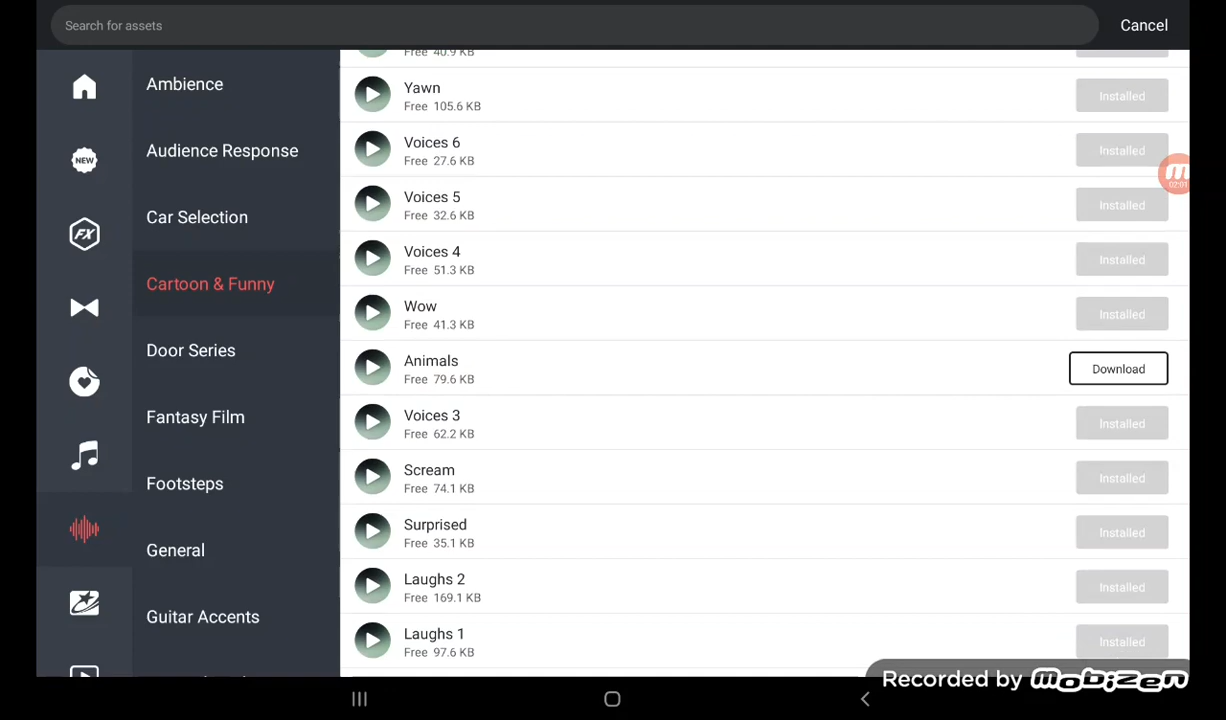 Search for assets
Cancel
Free 40.9 KB
NEW
FX
Ambience
Audience Response
Car Selection
Cartoon & Funny
Door Series
Fantasy Film
Footsteps
General
Guitar Accents
Yawn
Free 105.6 KB
Installed
Voices 6
Free 27.6 KB
Installed
Voices 5
Free 32.6 KB
Installed
Voices 4
Free 51.3 KB
Installed
Wow
Free 41.3 KB
Installed
Animals
Free 79.6 KB
Download
Voices 3
Free 62.2 KB
Installed
Scream
Free 74.1 KB
Installed
Surprised
Free 35.1 KB
Installed
Laughs 2
Free 169.1 KB
Installed
Laughs 1
Free 97.6 KB
Installed
02:01
Recorded by mobizen